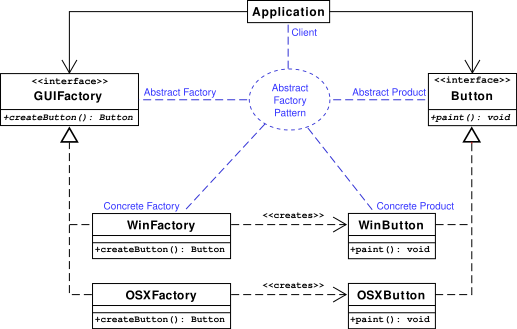 Application
Client
<<interface>>
GUIFactory
+createButton(): Button
Abstract Factory
Abstract
Factory
Pattern
Abstract Product
<<interface>>
Button
+paint(): void
Concrete Factory
Concrete Product
WinFactory
+createButton(): Button
<<creates>>
WinButton
+paint(): void
OSXFactory
+createButton(): Button
<<creates>>
OSXButton
+paint(): void